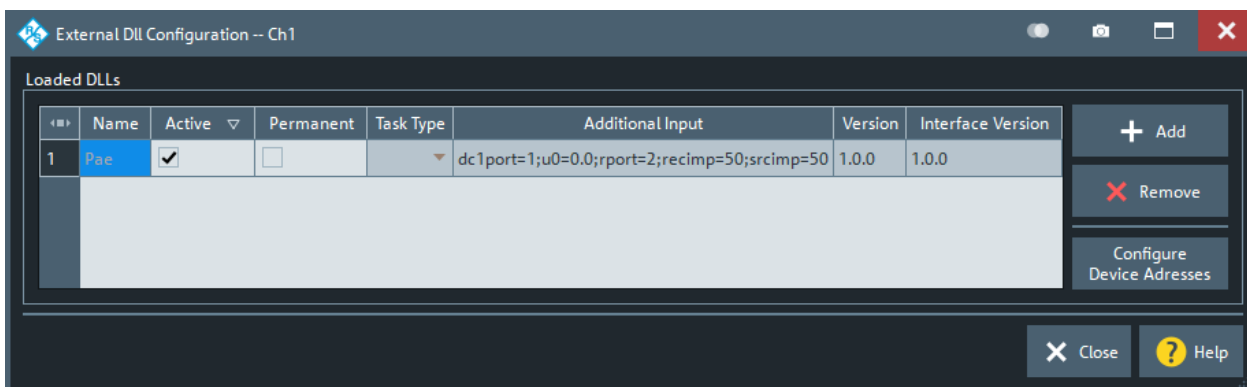 R&S External Dll Configuration -- Ch1
Loaded DLLs
Name Active Permanent Task Type Additional Input Version Interface Version
1 Pae dc1port=1;u0=0.0;rport=2;recimp=50;srcimp=50 1.0.0 1.0.0
Add
Remove
Configure
Device Adresses
Close ? Help